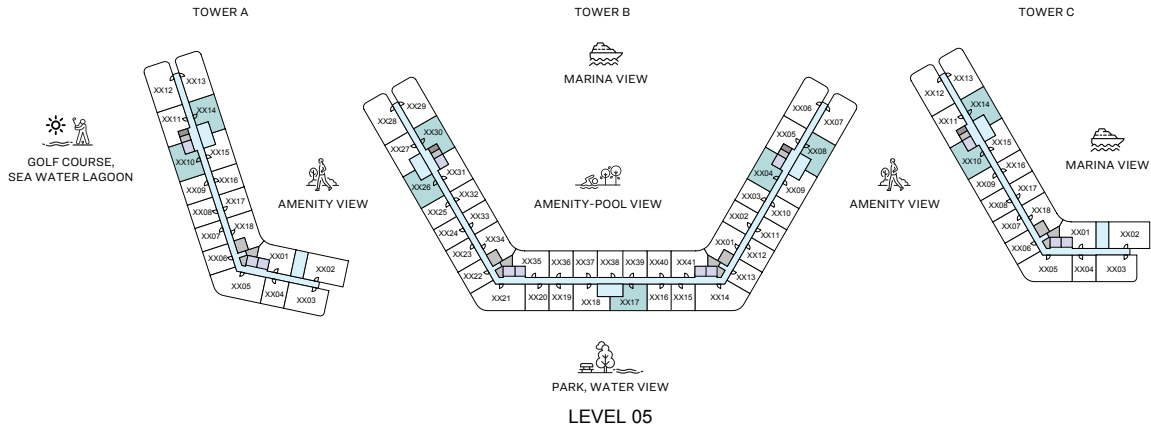 TOWER A
TOWER B
TOWER C
MARINA VIEW
GOLF COURSE,
SEA WATER LAGOON
AMENITY VIEW
AMENITY-POOL VIEW
AMENITY VIEW
MARINA VIEW
PARK, WATER VIEW
LEVEL 05
XX12
XX13
XX11
XX14
XX10
XX15
XX09
XX16
XX08
XX17
XX07
XX18
XX06
XX01
XX02
XX05
XX04
XX03
XX28
XX29
XX27
XX30
XX26
XX31
XX25
XX32
XX24
XX33
XX23
XX34
XX22
XX35
XX36
XX37
XX38
XX39
XX40
XX41
XX21
XX20
XX19
XX18
XX17
XX16
XX15
XX14
XX06
XX07
XX05
XX08
XX04
XX09
XX03
XX10
XX02
XX11
XX01
XX12
XX13
XX12
XX13
XX11
XX14
XX10
XX15
XX09
XX16
XX08
XX17
XX07
XX18
XX06
XX01
XX02
XX05
XX04
XX03